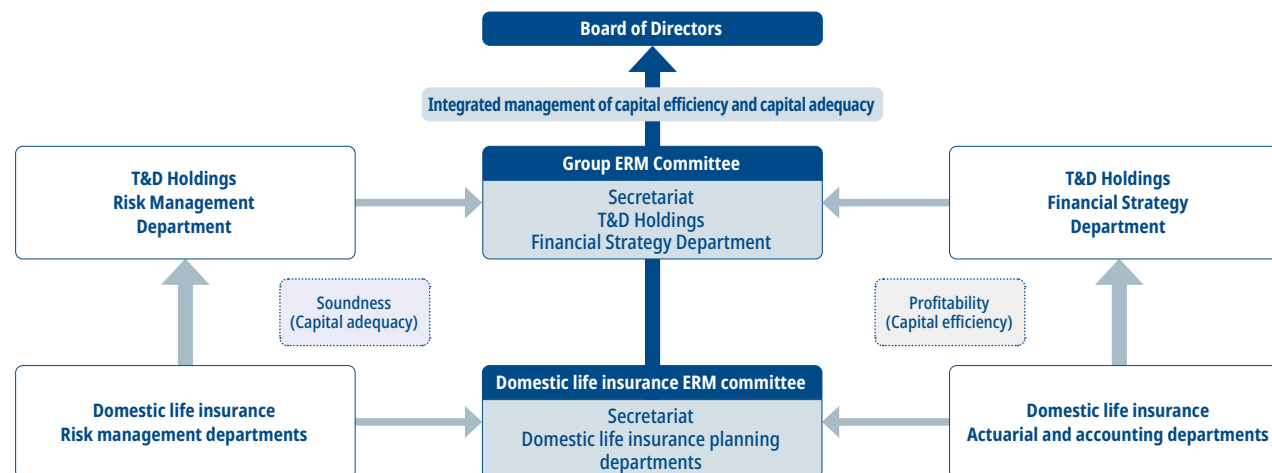 Board of Directors
Integrated management of capital efficiency and capital adequacy
T&D Holdings
Risk Management
Department
Group ERM Committee
Secretariat
T&D Holdings
Financial Strategy Department
T&D Holdings
Financial Strategy
Department
Soundness
(Capital adequacy)
Profitability
(Capital efficiency)
Domestic life insurance
Risk management departments
Domestic life insurance ERM committee
Secretariat
Domestic life insurance planning
departments
Domestic life insurance
Actuarial and accounting departments